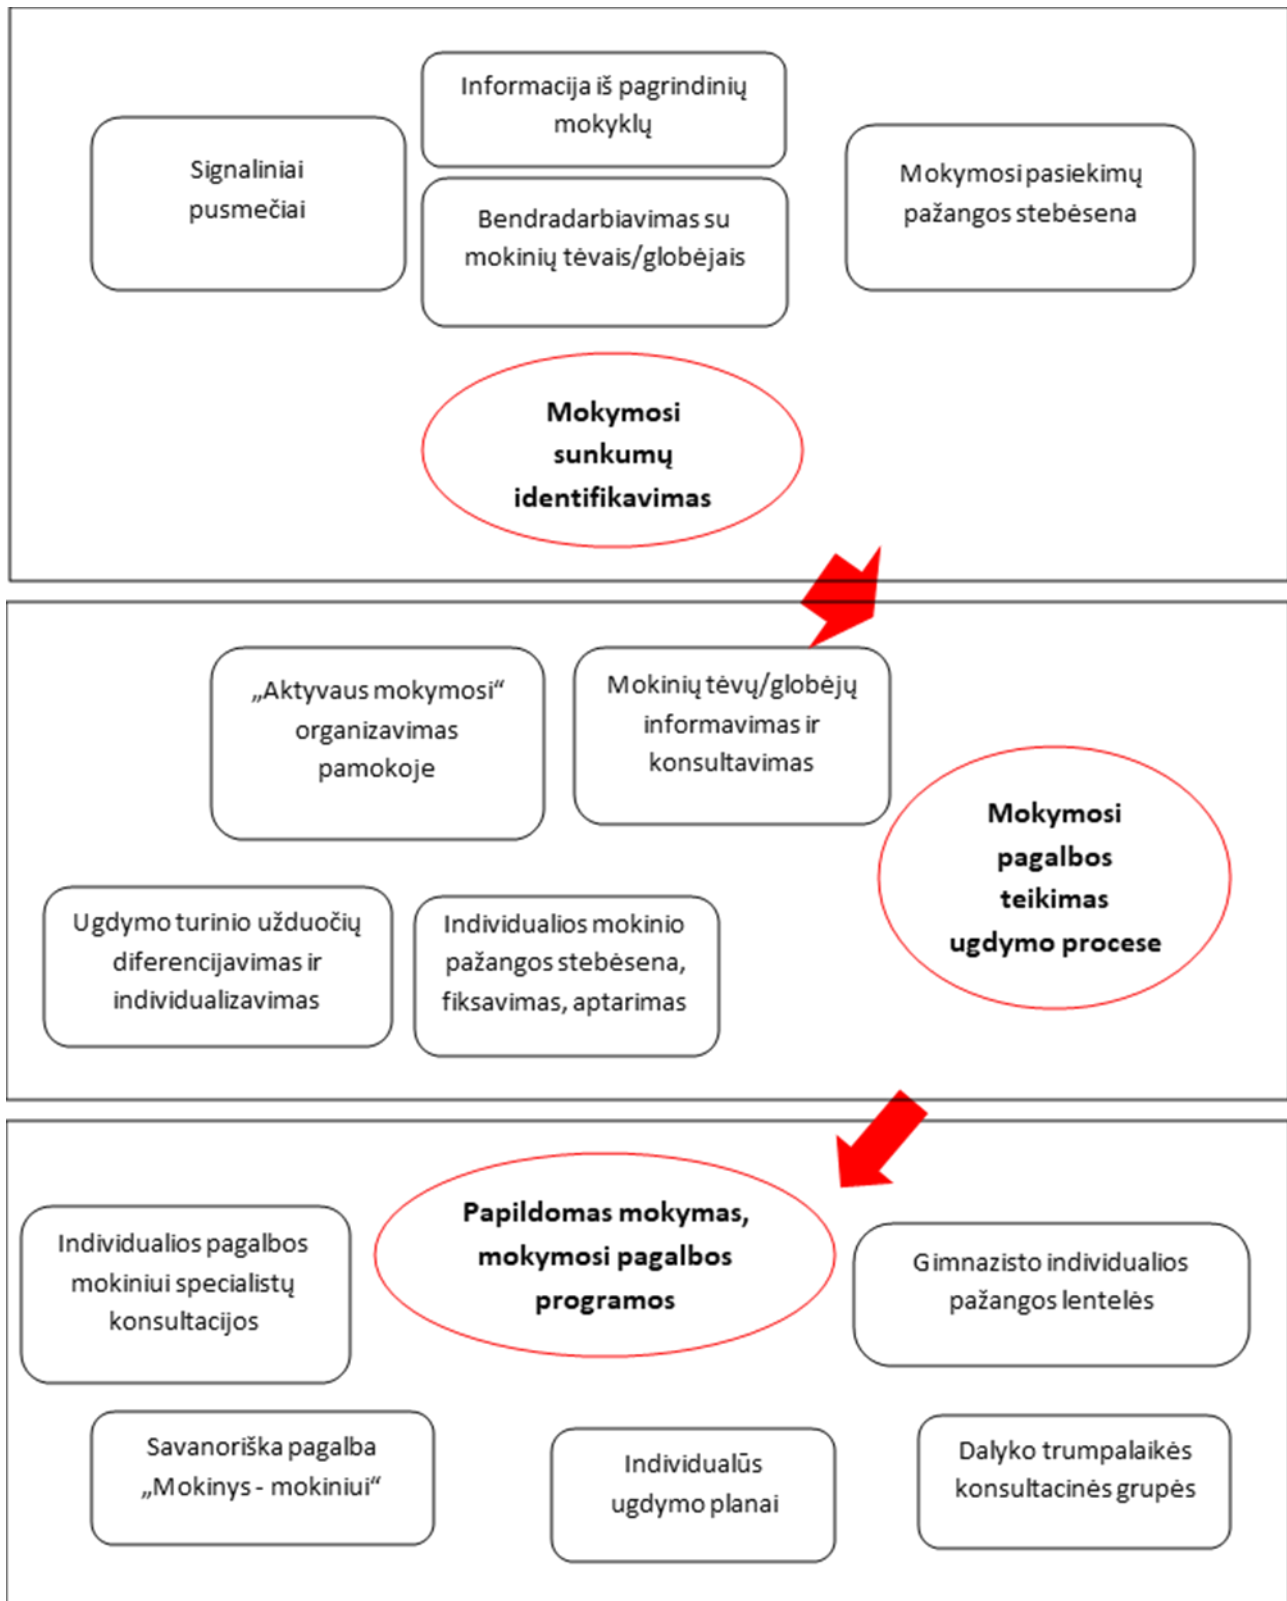 Informacija iš pagrindinių
mokyklų
Signaliniai
pusmečiai
Bendradarbiavimas su
mokinių tėvais/globėjais
Mokymosi pasiekimų
pažangos stebėsena
Mokymosi
sunkumų
identifikavimas
„Aktyvaus mokymosi“
organizavimas
pamokoje
Mokinių tėvų/globėjų
informavimas ir
konsultavimas
Mokymosi
pagalbos
teikimas
ugdymo procese
Ugdymo turinio užduočių
diferencijavimas ir
individualizavimas
Individualios mokinio
pažangos stebėsena,
fiksavimas, aptarimas
Papildomas mokymas,
mokymosi pagalbos
programos
Individualios pagalbos
mokiniui specialistų
konsultacijos
Gimnazisto individualios
pažangos lentelės
Savanoriška pagalba
„Mokinys - mokiniui“
Individualūs
ugdymo planai
Dalyko trumpalaikės
konsultacinės grupės